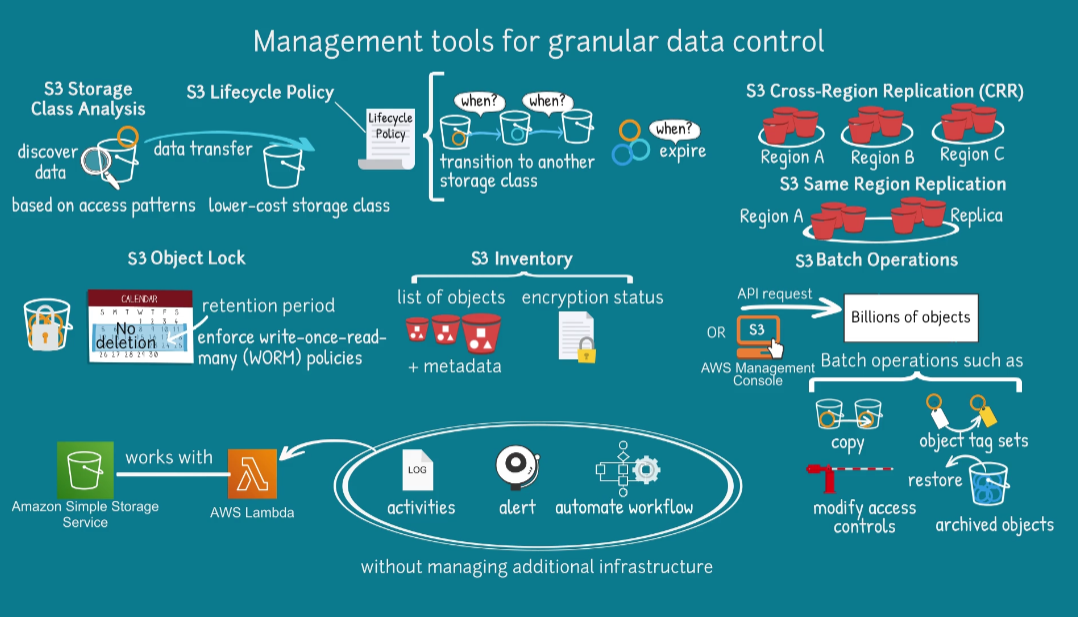 Management tools for granular data control
S3 Storage
Class Analysis
discover
data
data transfer
based on access patterns
lower-cost storage class
S3 Lifecycle Policy
Lifecycle
Policy
when?
when?
transition to another
storage class
when?
expire
S3 Cross-Region Replication (CRR)
Region A
Region B
Region C
S3 Same Region Replication
Region A
Replica
S3 Object Lock
CALENDAR
S M T W T F S
No
deletion
26 27 28 29 30
retention period
enforce write-once-read-
many (WORM) policies
S3 Inventory
list of objects
+ metadata
encryption status
S3 Batch Operations
API request
OR
S3
AWS Management
Console
Billions of objects
Batch operations such as
copy
object tag sets
modify access
controls
restore
archived objects
Amazon Simple Storage
Service
works with
AWS Lambda
LOG
activities
alert
automate workflow
without managing additional infrastructure